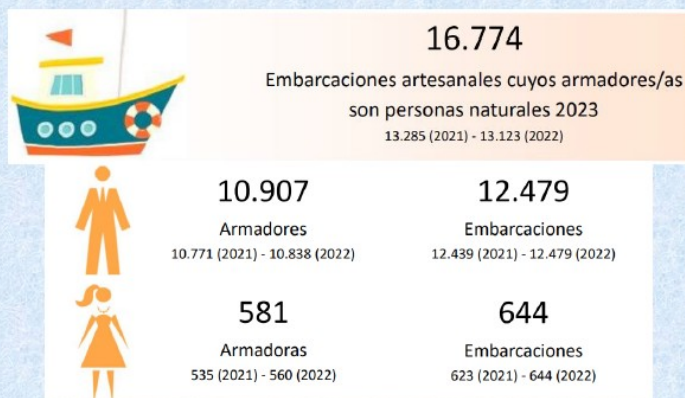 16.774
Embarcaciones artesanales cuyos armadores/as
son personas naturales 2023
13.285 (2021) - 13.123 (2022)
10.907
Armadores
10.771 (2021) - 10.838 (2022)
12.479
Embarcaciones
12.439 (2021) - 12.479 (2022)
581
Armadoras
535 (2021) - 560 (2022)
644
Embarcaciones
623 (2021) - 644 (2022)